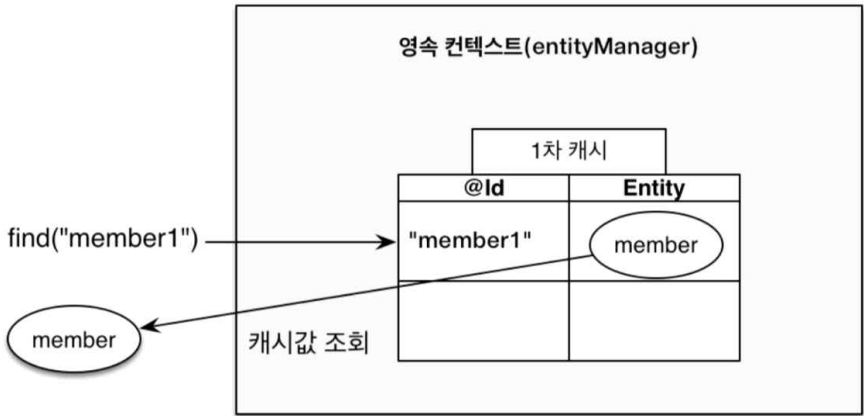 영속 컨텍스트(entityManager)
1차 캐시
@Id
Entity
find("member1")
"member1"
member
member
캐시값 조회